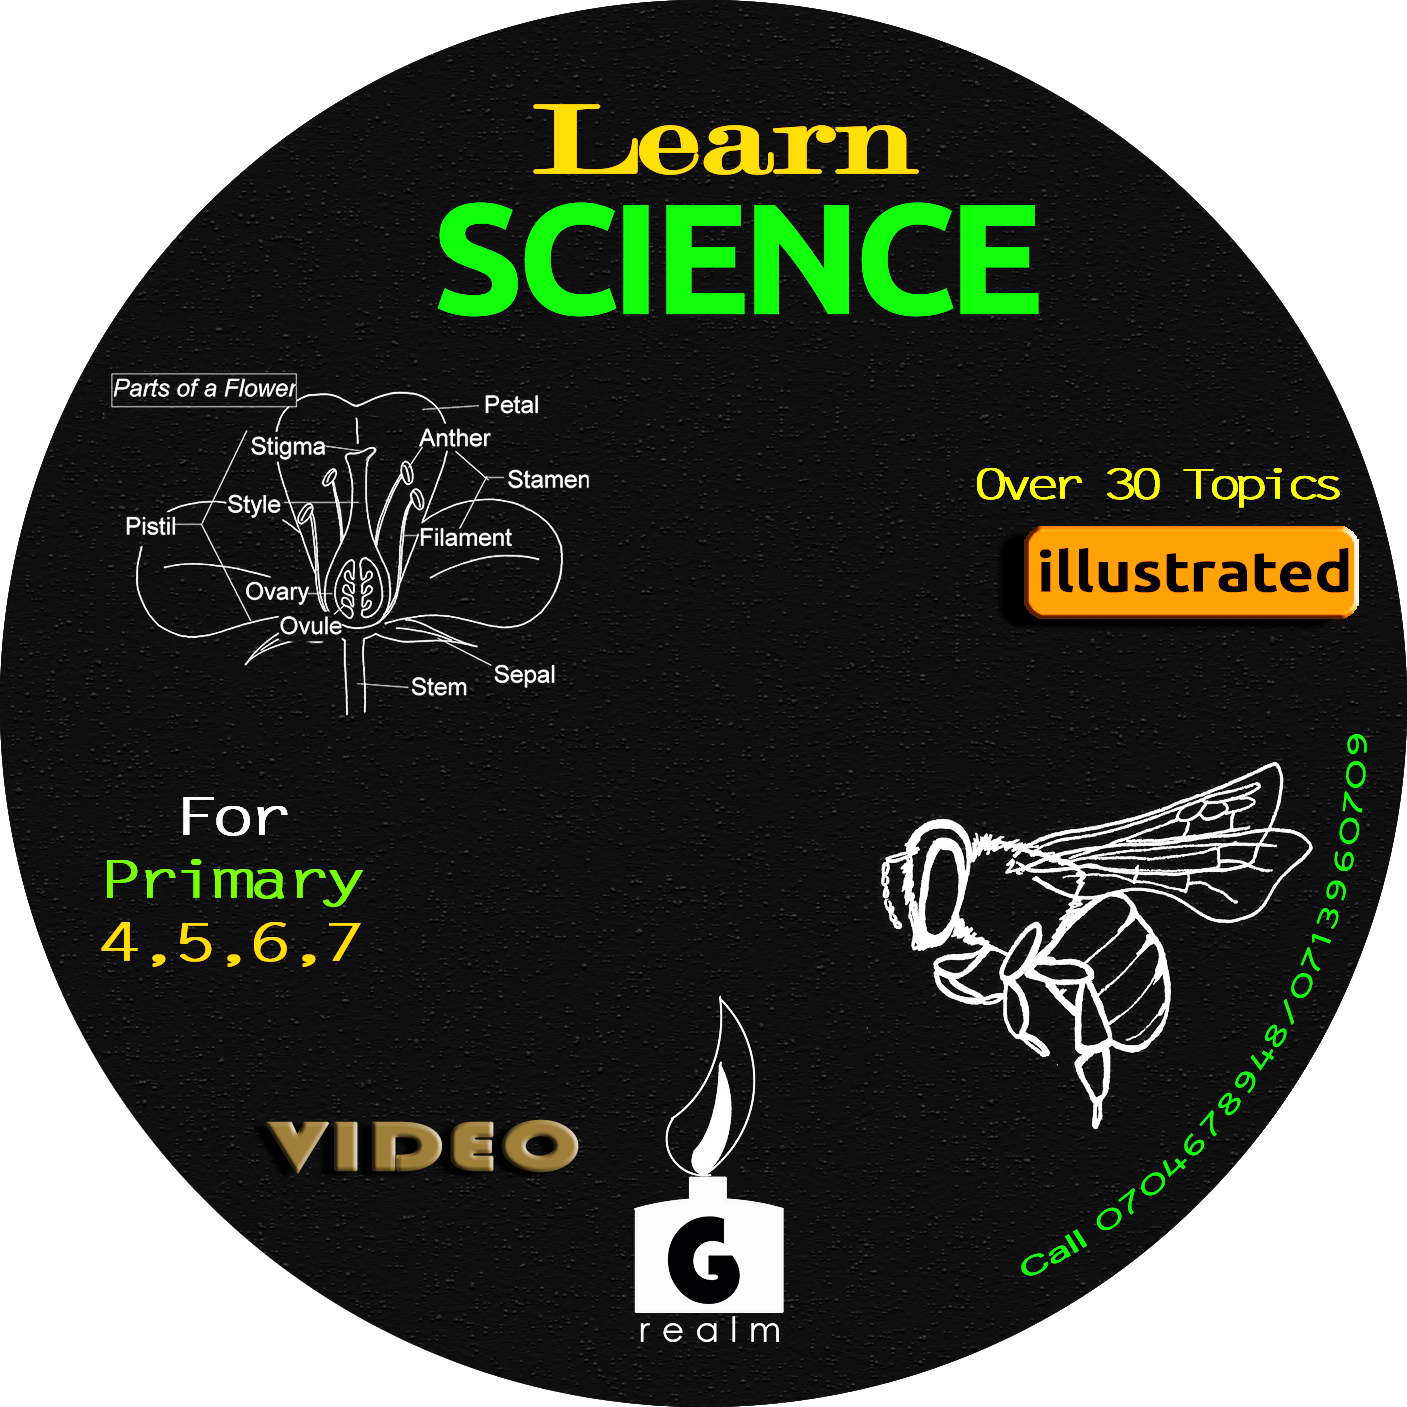 Learn
SCIENCE
Parts of a Flower
Petal
Anther
Stigma
Stamen
Style
Pistil
Filament
Ovary
Ovule
Sepal
Stem
Over 30 Topics
illustrated
For
Primary
4,5,6,7
VIDEO
G
realm
Call 0704678948/0713960709